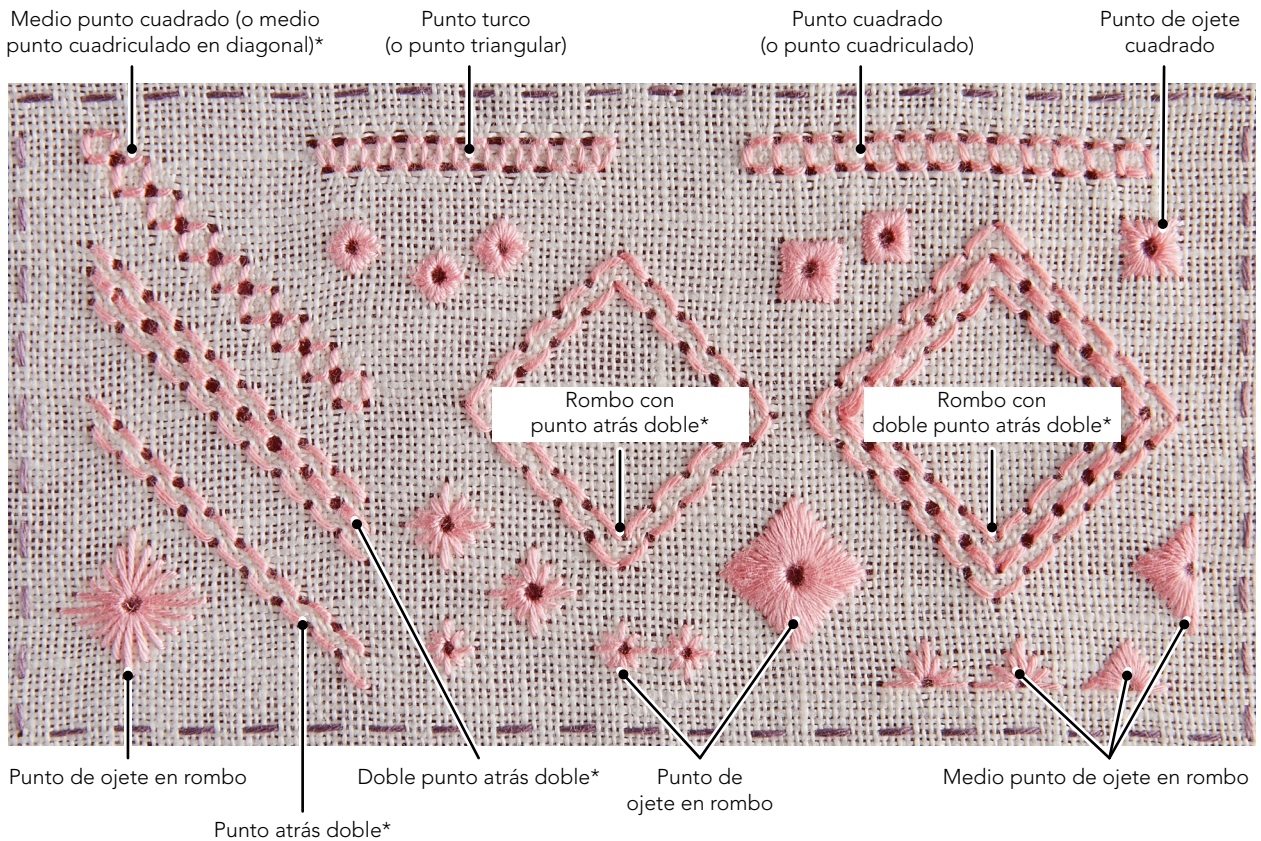 Medio punto cuadrado (o medio
punto cuadriculado en diagonal)*
Punto turco
(o punto triangular)
Punto cuadrado
(o punto cuadriculado)
Punto de ojete
cuadrado
Rombo con
punto atrás doble*
Rombo con
doble punto atrás doble*
Punto de ojete en rombo
Doble punto atrás doble*
Punto de
ojete en rombo
Medio punto de ojete en rombo
Punto atrás doble*